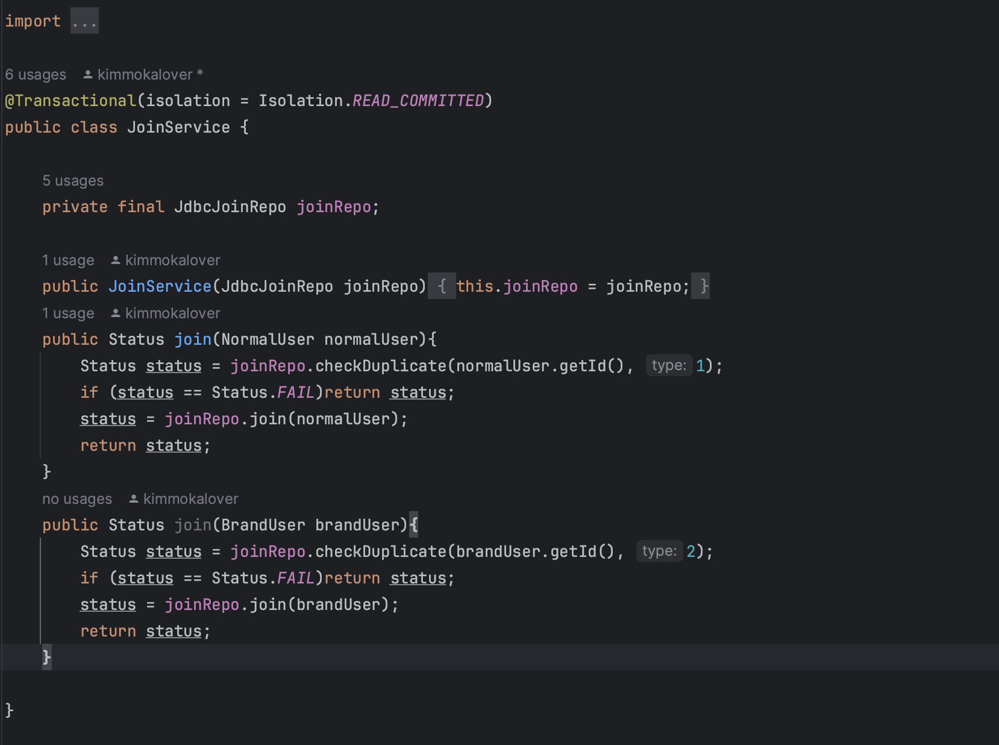 import ...
6 usages kimmokalover *
@Transactional(isolation = Isolation.READ_COMMITTED)
public class JoinService {
5 usages
private final JdbcJoinRepo joinRepo;
1 usage kimmokalover
public JoinService(JdbcJoinRepo joinRepo) { this.joinRepo = joinRepo; }
1 usage kimmokalover
public Status join(NormalUser normalUser){
Status status = joinRepo.checkDuplicate(normalUser.getId(), type: 1);
if (status == Status.FAIL)return status;
status = joinRepo.join(normalUser);
return status;
}
no usages kimmokalover
public Status join(BrandUser brandUser){
Status status = joinRepo.checkDuplicate(brandUser.getId(), type: 2);
if (status == Status.FAIL)return status;
status = joinRepo.join(brandUser);
return status;
}
}